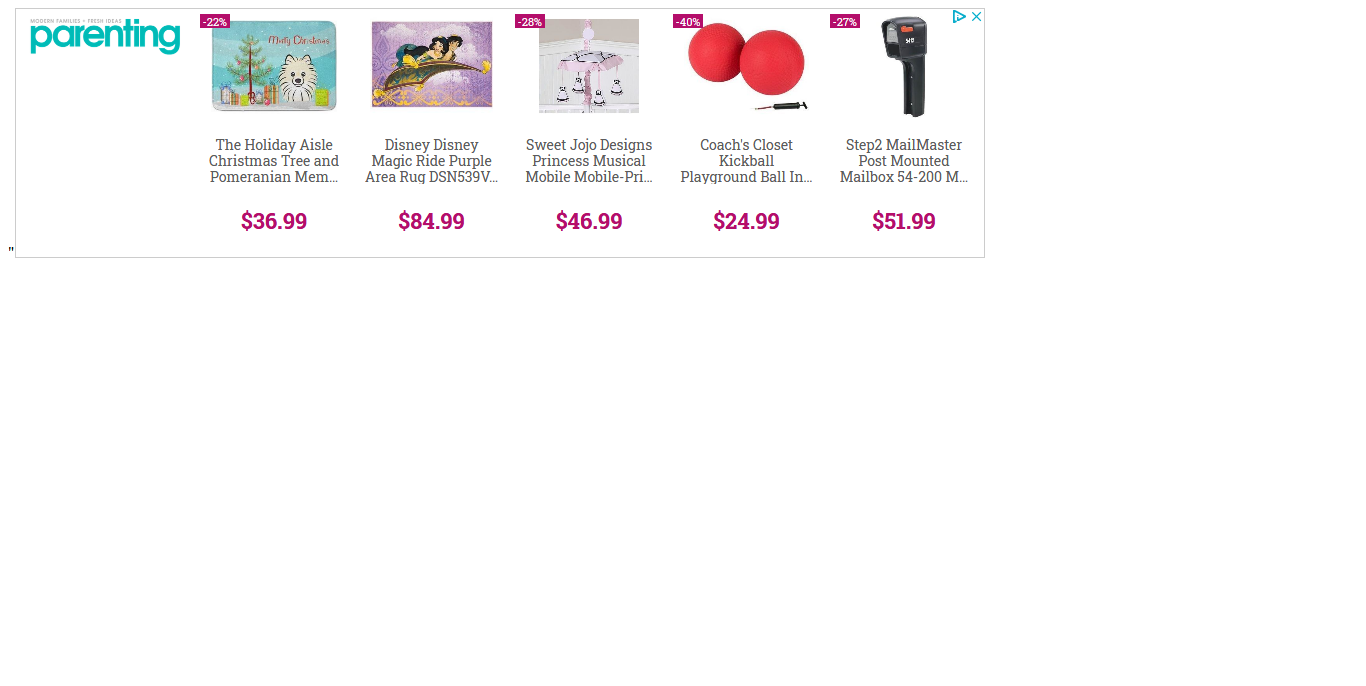 MODERN FAMILIES • FRESH IDEAS
parenting
-22%
Merry Christmas
The Holiday Aisle
Christmas Tree and
Pomeranian Mem...
$36.99
Disney Disney
Magic Ride Purple
Area Rug DSN539V...
$84.99
-28%
Sweet Jojo Designs
Princess Musical
Mobile Mobile-Pri...
$46.99
-40%
Coach's Closet
Kickball
Playground Ball In...
$24.99
-27%
Step2 MailMaster
Post Mounted
Mailbox 54-200 M...
$51.99
"